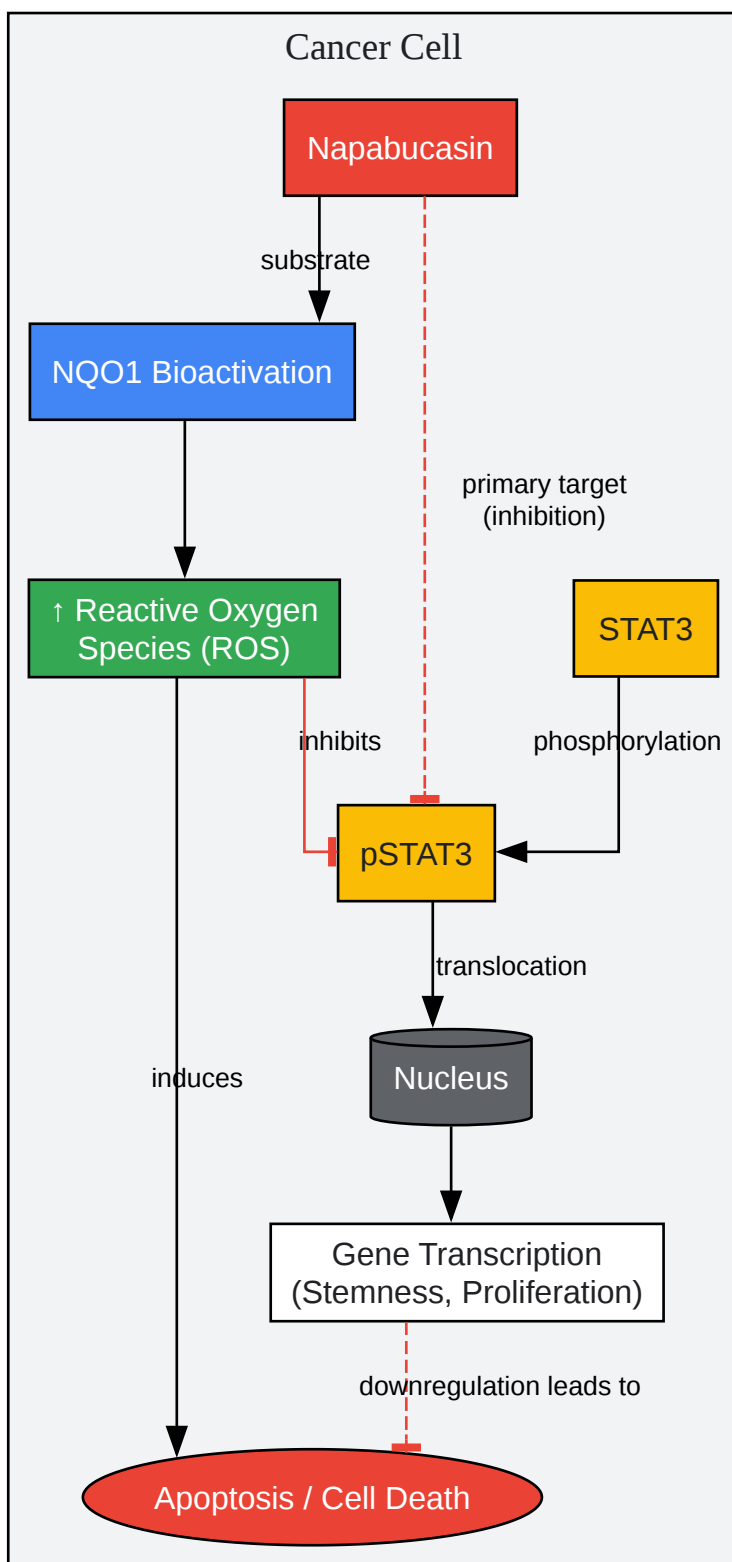 Cancer Cell
Napabucasin
substrate
NQO1 Bioactivation
primary target
(inhibition)
↑ Reactive Oxygen
Species (ROS)
STAT3
inhibits
phosphorylation
pSTAT3
translocation
induces
Nucleus
Gene Transcription
(Stemness, Proliferation)
downregulation leads to
Apoptosis / Cell Death